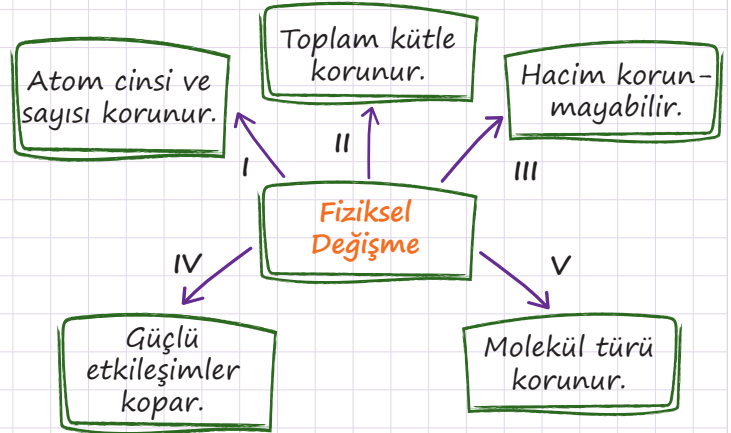 Atom cinsi ve
sayısı korunur.
Toplam kütle
korunur.
Hacim korun-
mayabilir.
I
II
III
Fiziksel
Değişme
IV
V
Güçlü
etkileşimler
kopar.
Molekül türü
korunur.